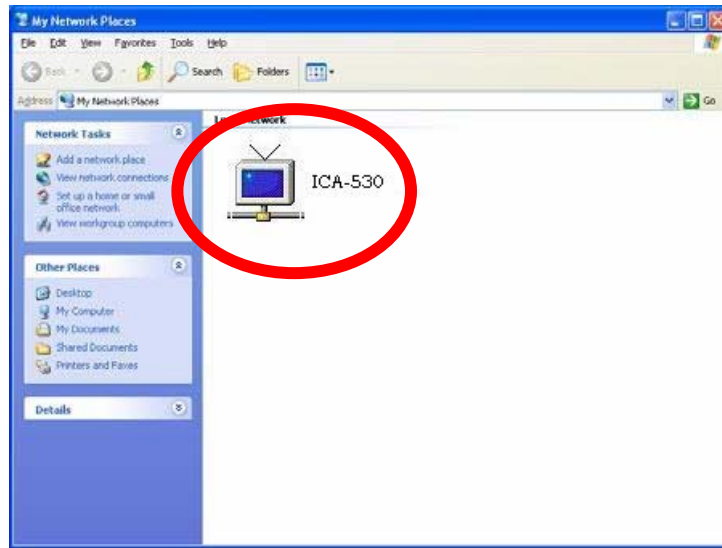 My Network Places
File Edit View Favorites Tools Help
Back Search Folders
Address My Network Places Go
Network Tasks
Add a network place
View network connections
Set up a home or small
office network
View workgroup computers
Other Places
Desktop
My Computer
My Documents
Shared Documents
Printers and Faxes
Details
Network
ICA-530